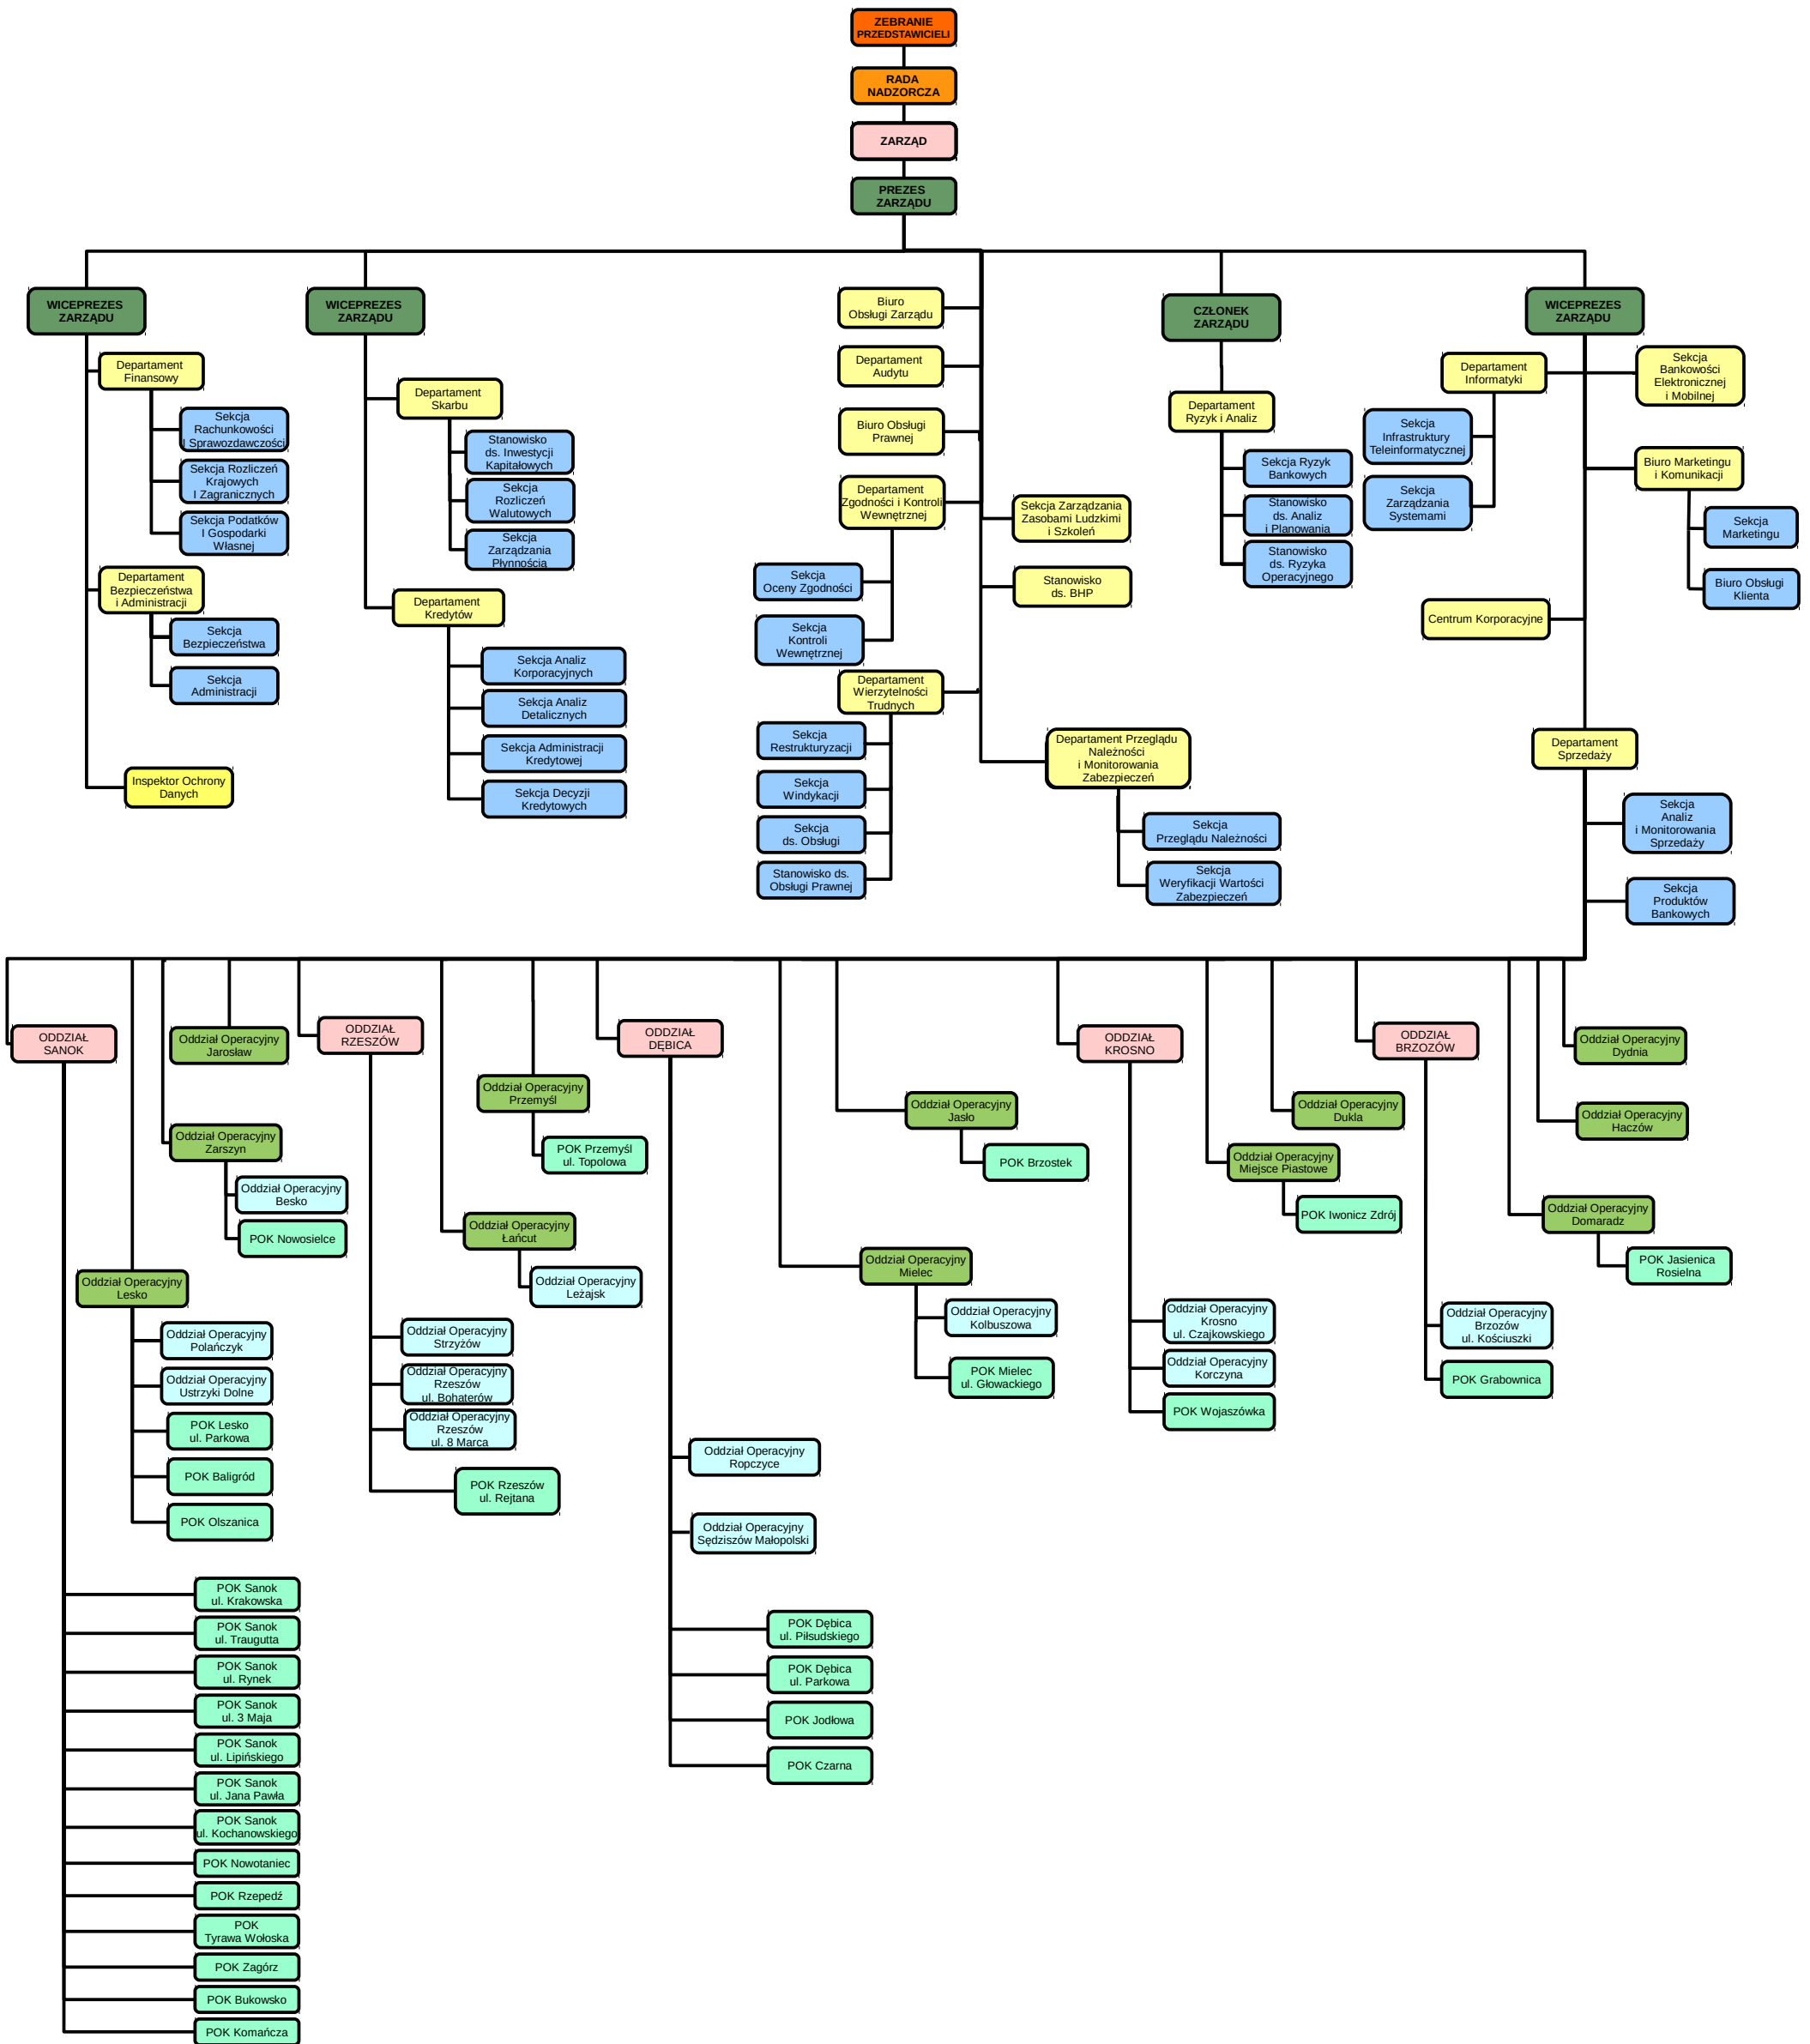 ZEBRANIE
PRZEDSTAWICIELI
RADA
NADZORCZA
ZARZĄD
PREZES
ZARZĄDU
WICEPREZES
ZARZĄDU
Departament
Finansowy
Sekcja
Rachunkowości
I Sprawozdawczości
Sekcja Rozliczeń
Krajowych
I Zagranicznych
Sekcja Podatków
I Gospodarki
Własnej
Departament
Bezpieczeństwa
i Administracji
Sekcja
Bezpieczeństwa
Sekcja
Administracji
Inspektor Ochrony
Danych
WICEPREZES
ZARZĄDU
Departament
Skarbu
Stanowisko
ds. Inwestycji
Kapitałowych
Sekcja
Rozliczeń
Walutowych
Sekcja
Zarządzania
Płynnością
Departament
Kredytów
Sekcja Analiz
Korporacyjnych
Sekcja Analiz
Detalicznych
Sekcja Administracji
Kredytowej
Sekcja Decyzji
Kredytowych
Biuro
Obsługi Zarządu
Departament
Audytu
Biuro Obsługi
Prawnej
Departament
Zgodności i Kontroli
Wewnętrznej
Sekcja
Oceny Zgodności
Sekcja
Kontroli
Wewnętrznej
Departament
Wierzytelności
Trudnych
Sekcja
Restrukturyzacji
Sekcja
Windykacji
Sekcja
ds. Obsługi
Stanowisko ds.
Obsługi Prawnej
Sekcja Zarządzania
Zasobami Ludzkimi
i Szkoleń
Stanowisko
ds. BHP
Departament Przeglądu
Należności
i Monitorowania
Zabezpieczeń
Sekcja
Przeglądu Należności
Sekcja
Weryfikacji Wartości
Zabezpieczeń
CZŁONEK
ZARZĄDU
Departament
Ryzyk i Analiz
Sekcja Ryzyk
Bankowych
Stanowisko
ds. Analiz
i Planowania
Stanowisko
ds. Ryzyka
Operacyjnego
WICEPREZES
ZARZĄDU
Departament
Informatyki
Sekcja
Infrastruktury
Teleinformatycznej
Sekcja
Zarządzania
Systemami
Sekcja
Bankowości
Elektronicznej
i Mobilnej
Biuro Marketingu
i Komunikacji
Sekcja
Marketingu
Biuro Obsługi
Klienta
Centrum Korporacyjne
Departament
Sprzedaży
Sekcja
Analiz
i Monitorowania
Sprzedaży
Sekcja
Produktów
Bankowych
ODDZIAŁ
SANOK
Oddział Operacyjny
Jarosław
Oddział Operacyjny
Zarszyn
Oddział Operacyjny
Besko
POK Nowosielce
Oddział Operacyjny
Lesko
Oddział Operacyjny
Polańczyk
Oddział Operacyjny
Ustrzyki Dolne
POK Lesko
ul. Parkowa
POK Baligród
POK Olszanica
POK Sanok
ul. Krakowska
POK Sanok
ul. Traugutta
POK Sanok
ul. Rynek
POK Sanok
ul. 3 Maja
POK Sanok
ul. Lipińskiego
POK Sanok
ul. Jana Pawła
POK Sanok
ul. Kochanowskiego
POK Nowotaniec
POK Rzepedź
POK
Tyrawa Wołoska
POK Zagórz
POK Bukowsko
POK Komańcza
ODDZIAŁ
RZESZÓW
Oddział Operacyjny
Przemyśl
POK Przemyśl
ul. Topolowa
Oddział Operacyjny
Łańcut
Oddział Operacyjny
Leżajsk
Oddział Operacyjny
Strzyżów
Oddział Operacyjny
Rzeszów
ul. Bohaterów
Oddział Operacyjny
Rzeszów
ul. 8 Marca
POK Rzeszów
ul. Rejtana
ODDZIAŁ
DĘBICA
Oddział Operacyjny
Jasło
POK Brzostek
Oddział Operacyjny
Mielec
Oddział Operacyjny
Kolbuszowa
POK Mielec
ul. Głowackiego
Oddział Operacyjny
Ropczyce
Oddział Operacyjny
Sędziszów Małopolski
POK Dębica
ul. Piłsudskiego
POK Dębica
ul. Parkowa
POK Jodłowa
POK Czarna
ODDZIAŁ
KROSNO
Oddział Operacyjny
Dukla
Oddział Operacyjny
Miejsce Piastowe
POK Iwonicz Zdrój
Oddział Operacyjny
Krosno
ul. Czajkowskiego
Oddział Operacyjny
Korczyna
POK Wojaszówka
ODDZIAŁ
BRZOZÓW
Oddział Operacyjny
Dydnia
Oddział Operacyjny
Haczów
Oddział Operacyjny
Domaradz
POK Jasienica
Rosielna
Oddział Operacyjny
Brzozów
ul. Kościuszki
POK Grabownica